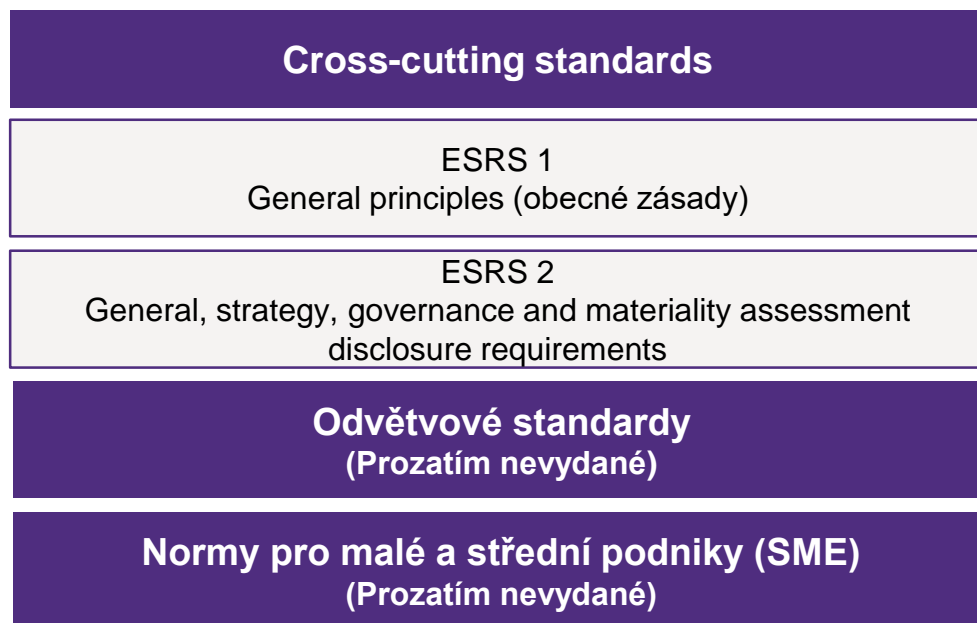 Cross-cutting standards
ESRS 1
General principles (obecné zásady)
ESRS 2
General, strategy, governance and materiality assessment
disclosure requirements
Odvětvové standardy
(Prozatím nevydané)
Normy pro malé a střední podniky (SME)
(Prozatím nevydané)